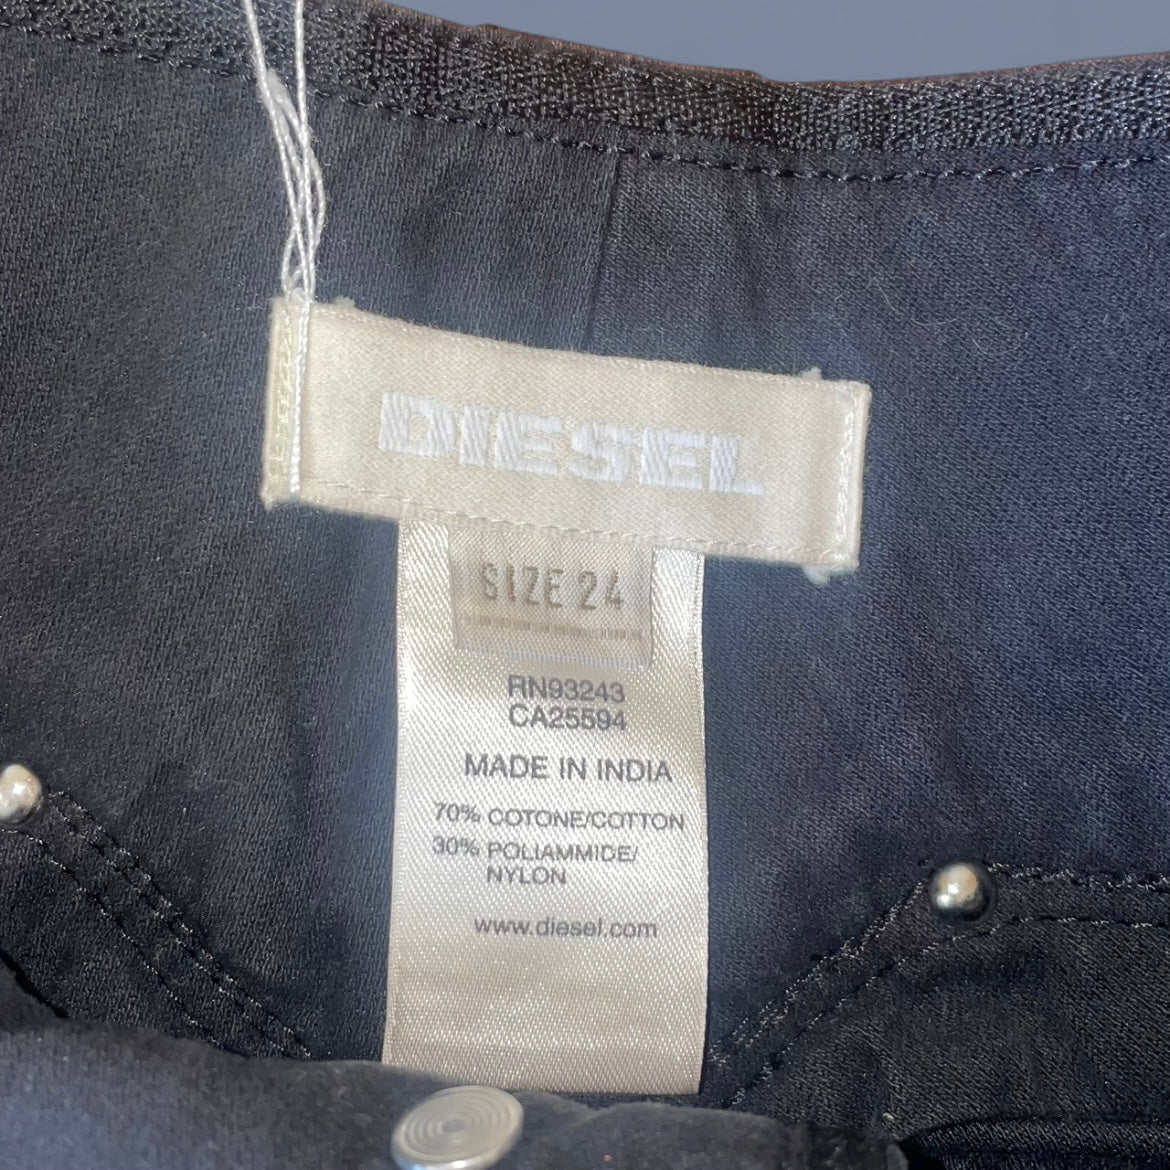 DIESEL
SIZE 24
RN93243
CA25594
MADE IN INDIA
70% COTONE/COTTON
30% POLIAMMIDE/
NYLON
www.diesel.com